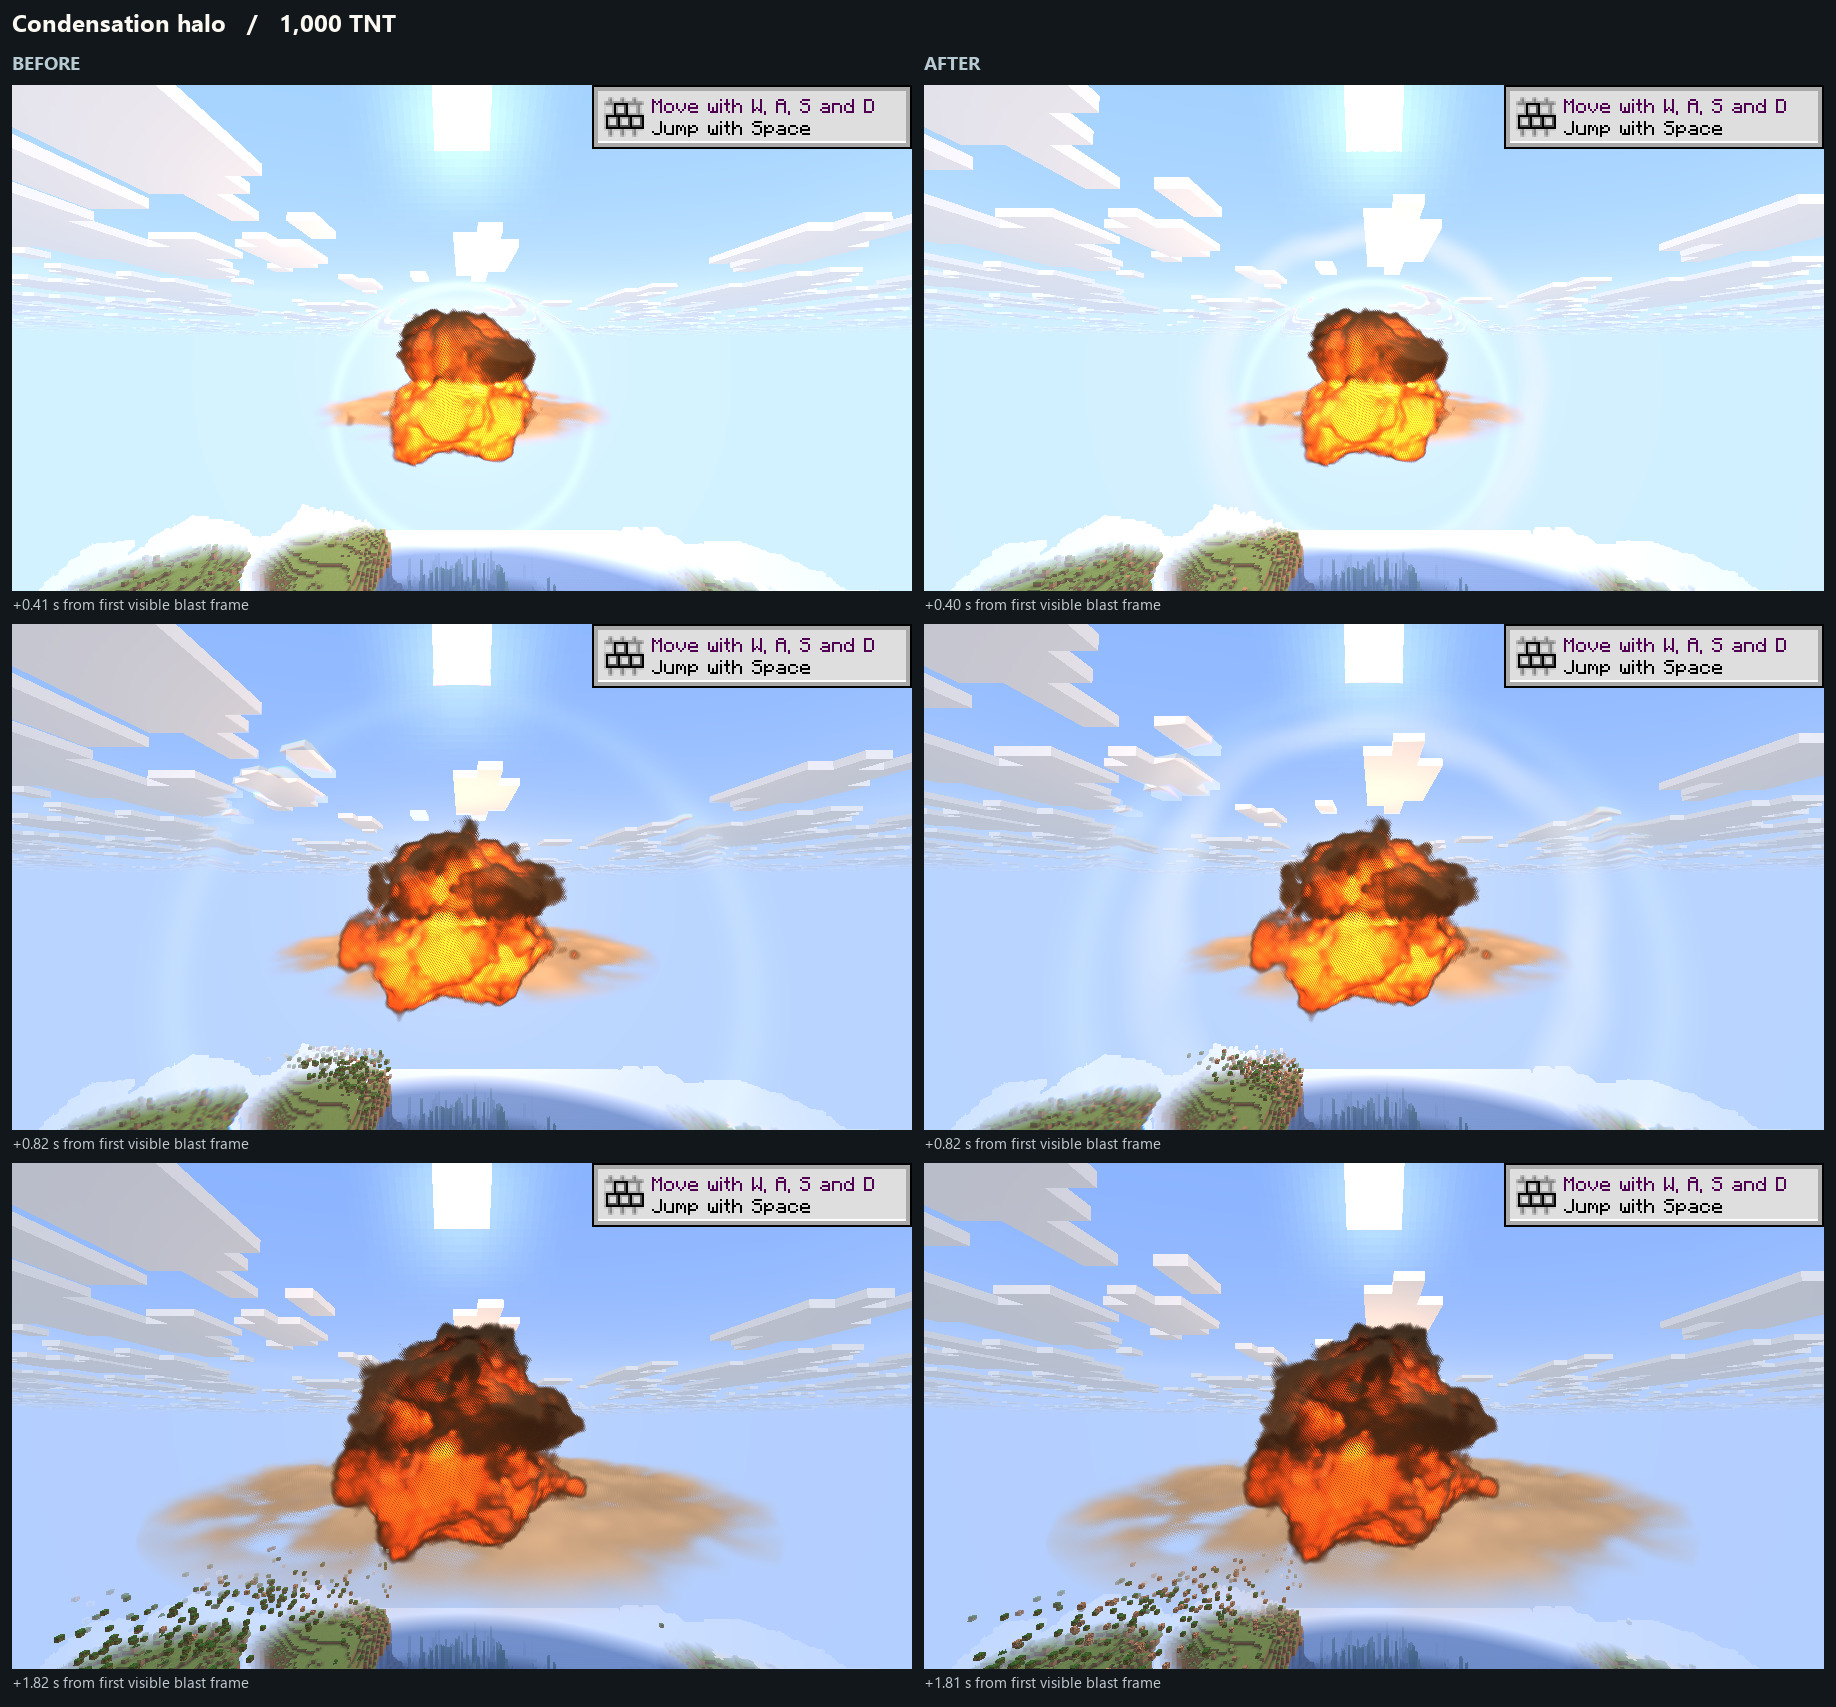 Condensation halo / 1,000 TNT
BEFORE
AFTER
Move with W, A, S and D
Jump with Space
Move with W, A, S and D
Jump with Space
+0.41 s from first visible blast frame
+0.40 s from first visible blast frame
Move with W, A, S and D
Jump with Space
Move with W, A, S and D
Jump with Space
+0.82 s from first visible blast frame
+0.82 s from first visible blast frame
Move with W, A, S and D
Jump with Space
Move with W, A, S and D
Jump with Space
+1.82 s from first visible blast frame
+1.81 s from first visible blast frame